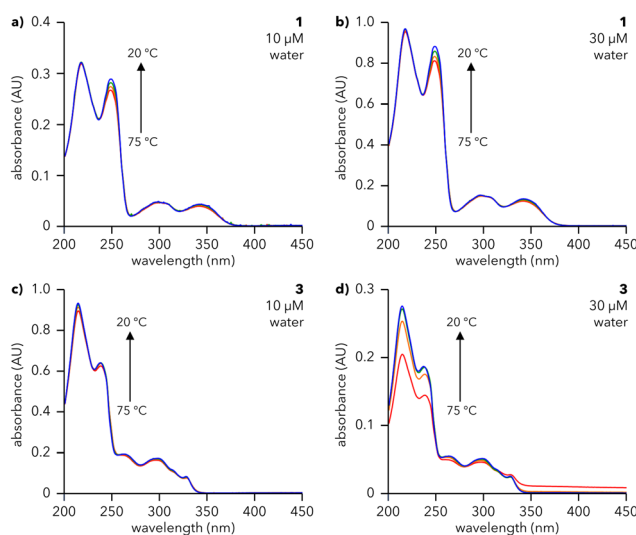 a) 1
10 µM
water
20 °C
75 °C
absorbance (AU)
0.4
0.3
0.2
0.1
0
200 250 300 350 400 450
wavelength (nm)
b) 1
30 µM
water
20 °C
75 °C
absorbance (AU)
1.0
0.8
0.6
0.4
0.2
0
200 250 300 350 400 450
wavelength (nm)
c) 3
10 µM
water
20 °C
75 °C
absorbance (AU)
1.0
0.8
0.6
0.4
0.2
0
200 250 300 350 400 450
wavelength (nm)
d) 3
30 µM
water
20 °C
75 °C
absorbance (AU)
0.3
0.2
0.1
0
200 250 300 350 400 450
wavelength (nm)